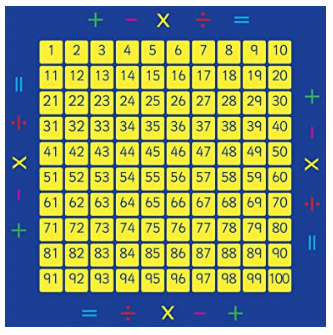 + - x ÷ =
1 2 3 4 5 6 7 8 9 10
11 12 13 14 15 16 17 18 19 20
21 22 23 24 25 26 27 28 29 30
31 32 33 34 35 36 37 38 39 40
41 42 43 44 45 46 47 48 49 50
51 52 53 54 55 56 57 58 59 60
61 62 63 64 65 66 67 68 69 70
71 72 73 74 75 76 77 78 79 80
81 82 83 84 85 86 87 88 89 90
91 92 93 94 95 96 97 98 99 100
= ÷ x - +
+ - x ÷ =
+ - x ÷ =